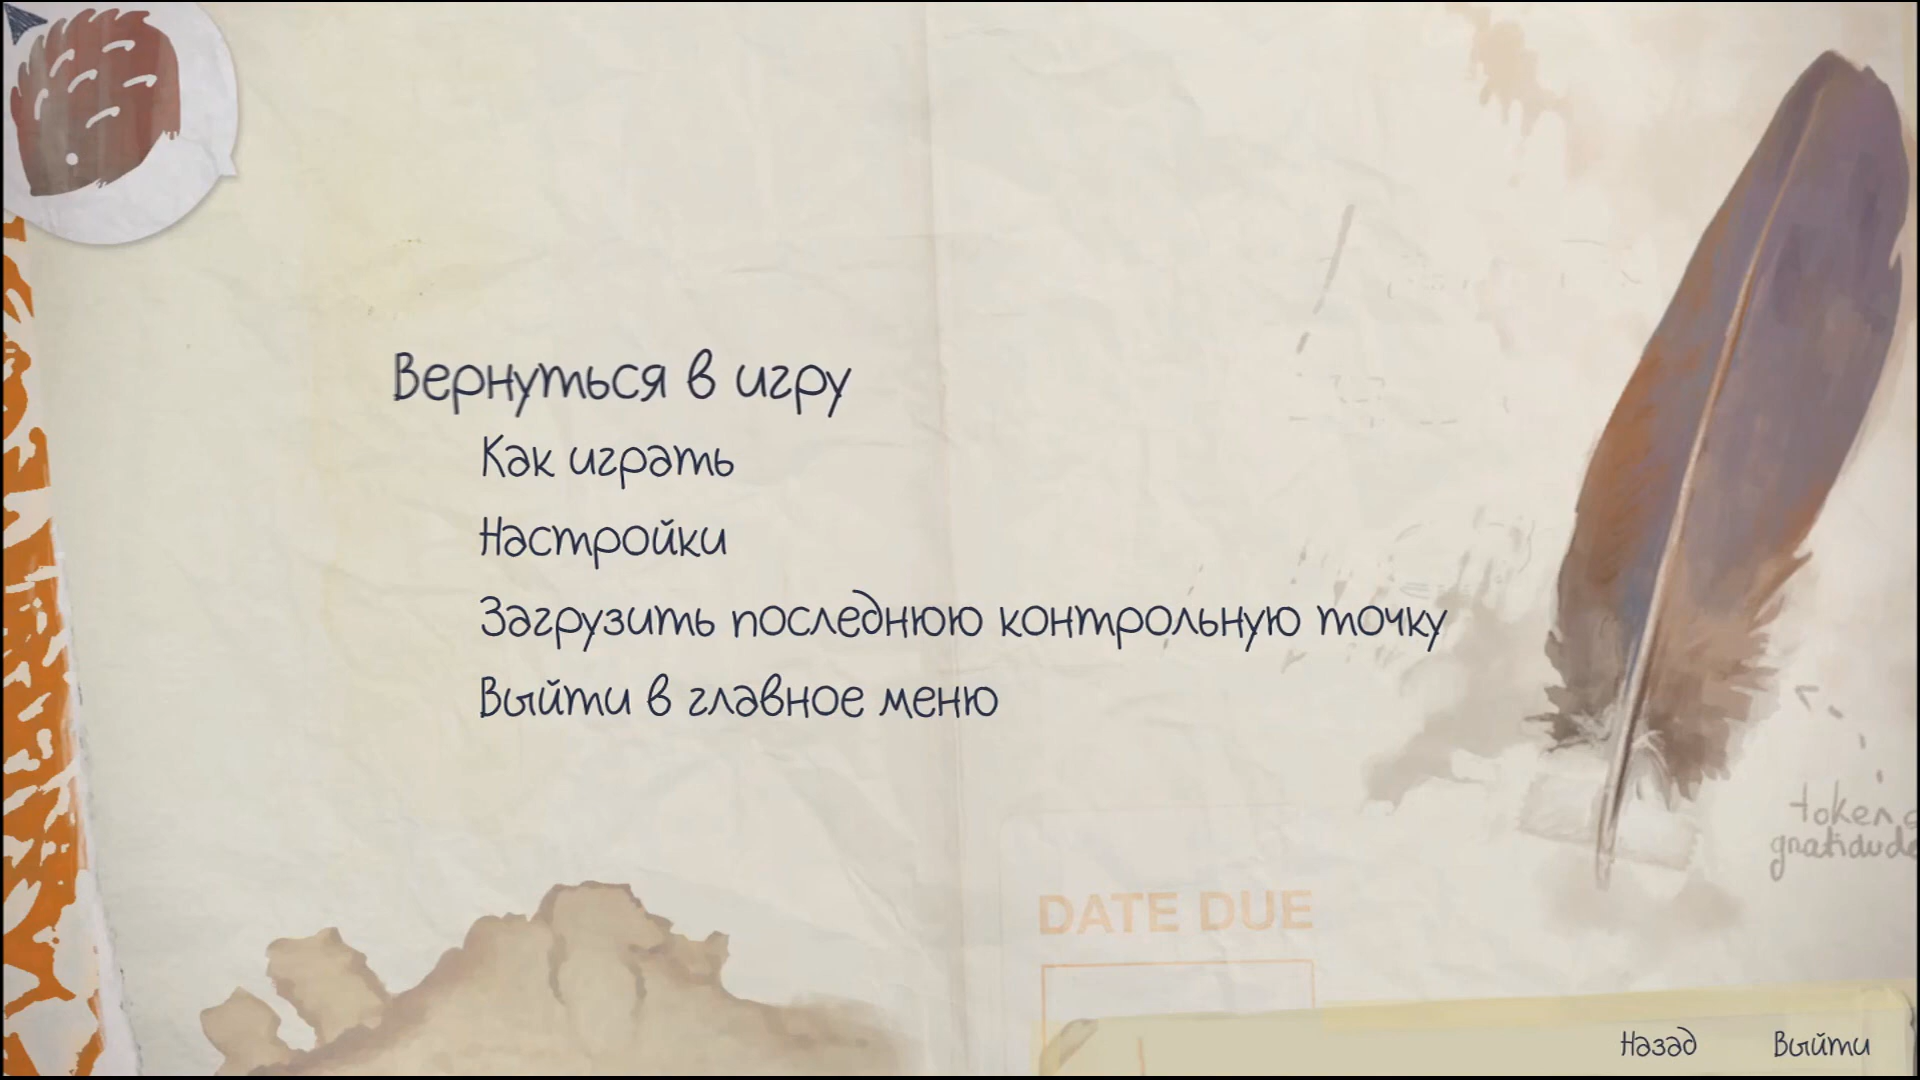 Вернуться в игру
Как играть
Настройки
Загрузить последнюю контрольную точку
Выйти в главное меню
token
DATE DUE
Назад
Выйти